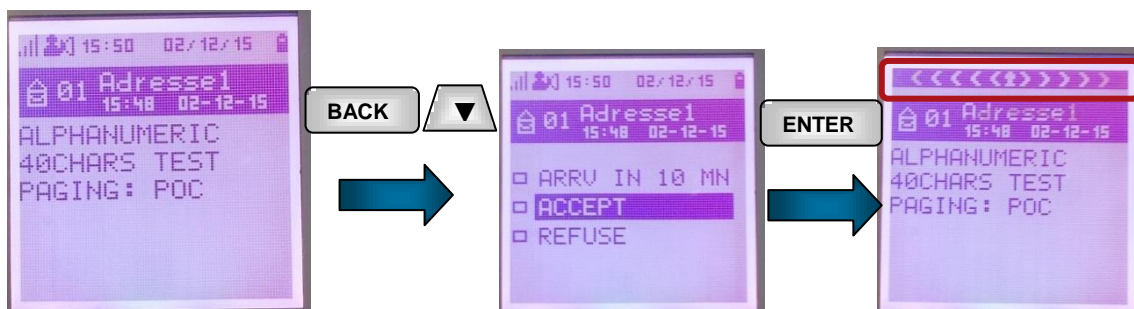 15:50 02/12/15
01 Adresse1
15:48 02-12-15
ALPHANUMERIC
40CHARS TEST
PAGING: POC
BACK
▼
15:50 02/12/15
01 Adresse1
15:48 02-12-15
ARRV IN 10 MN
ACCEPT
REFUSE
ENTER
<<<<<>>>>>
01 Adresse1
15:48 02-12-15
ALPHANUMERIC
40CHARS TEST
PAGING: POC